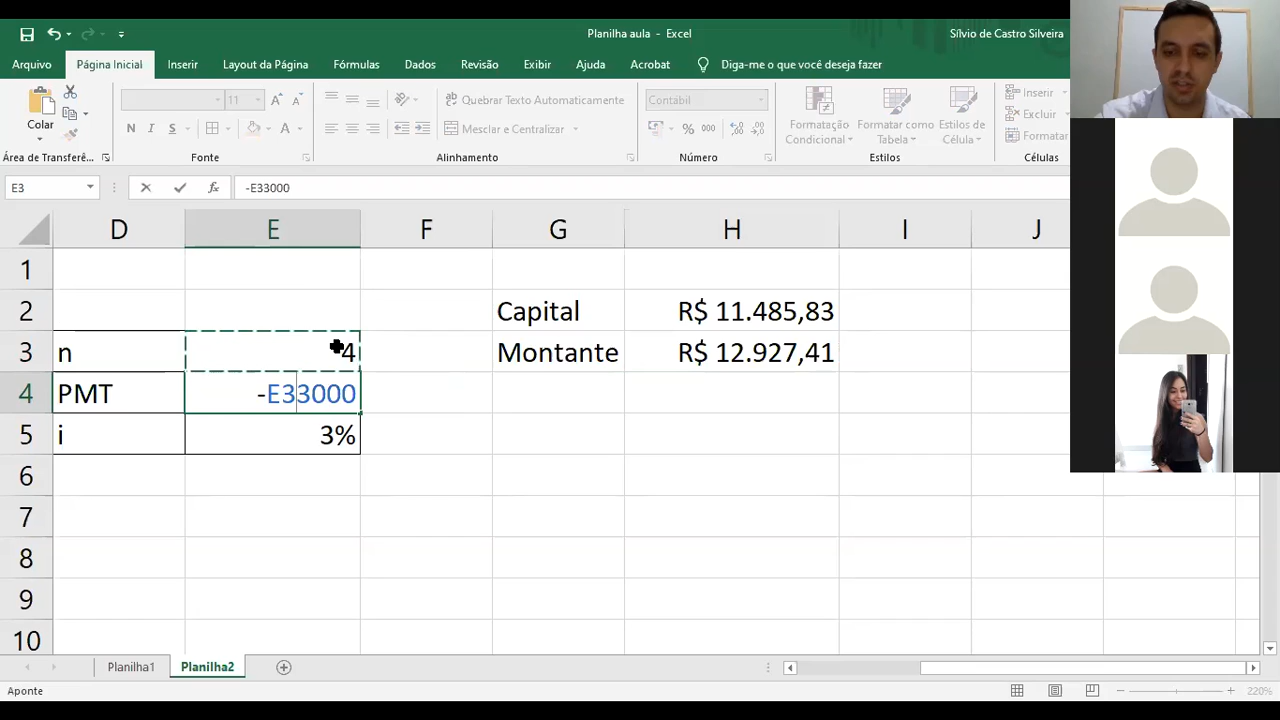 Planilha aula - Excel
Sílvio de Castro Silveira
Arquivo Página Inicial Inserir Layout da Página Fórmulas Dados Revisão Exibir Ajuda Acrobat Diga-me o que você deseja fazer
Colar
11
N I S A A A
Quebrar Texto Automaticamente
Mesclar e Centralizar
Contábil
% 000
Formatação Condicional
Formatar como Tabela
Estilos de Célula
Inserir
Excluir
Formatar
Área de Transferê... Fonte Alinhamento Número Estilos Células
E3 fx -E33000
D E F G H I J
1
2 Capital R$ 11.485,83
3 n 4 Montante R$ 12.927,41
4 PMT -E33000
5 i 3%
6
7
8
9
10
Planilha1 Planilha2
Aponte 220%